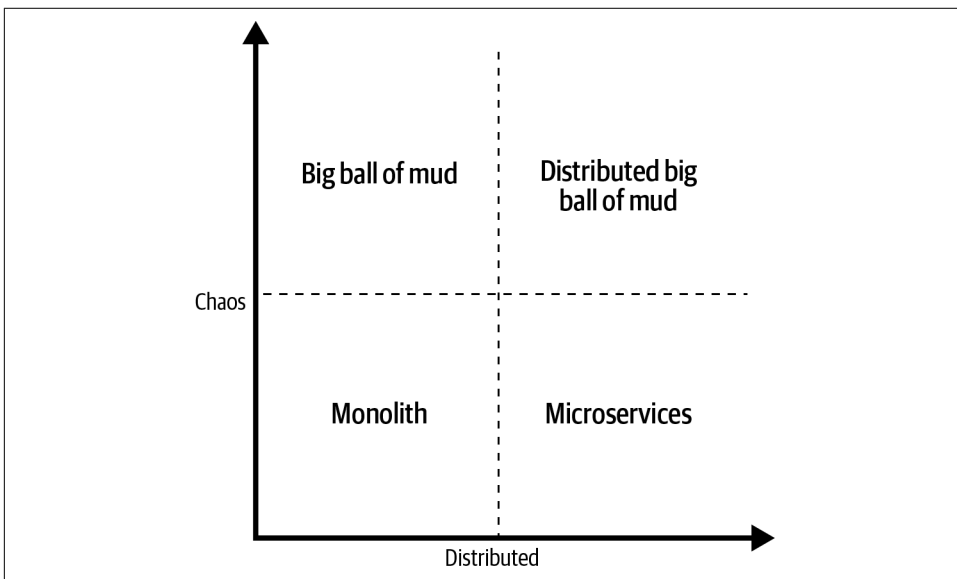 Big ball of mud
Distributed big
ball of mud
Chaos
Monolith
Microservices
Distributed